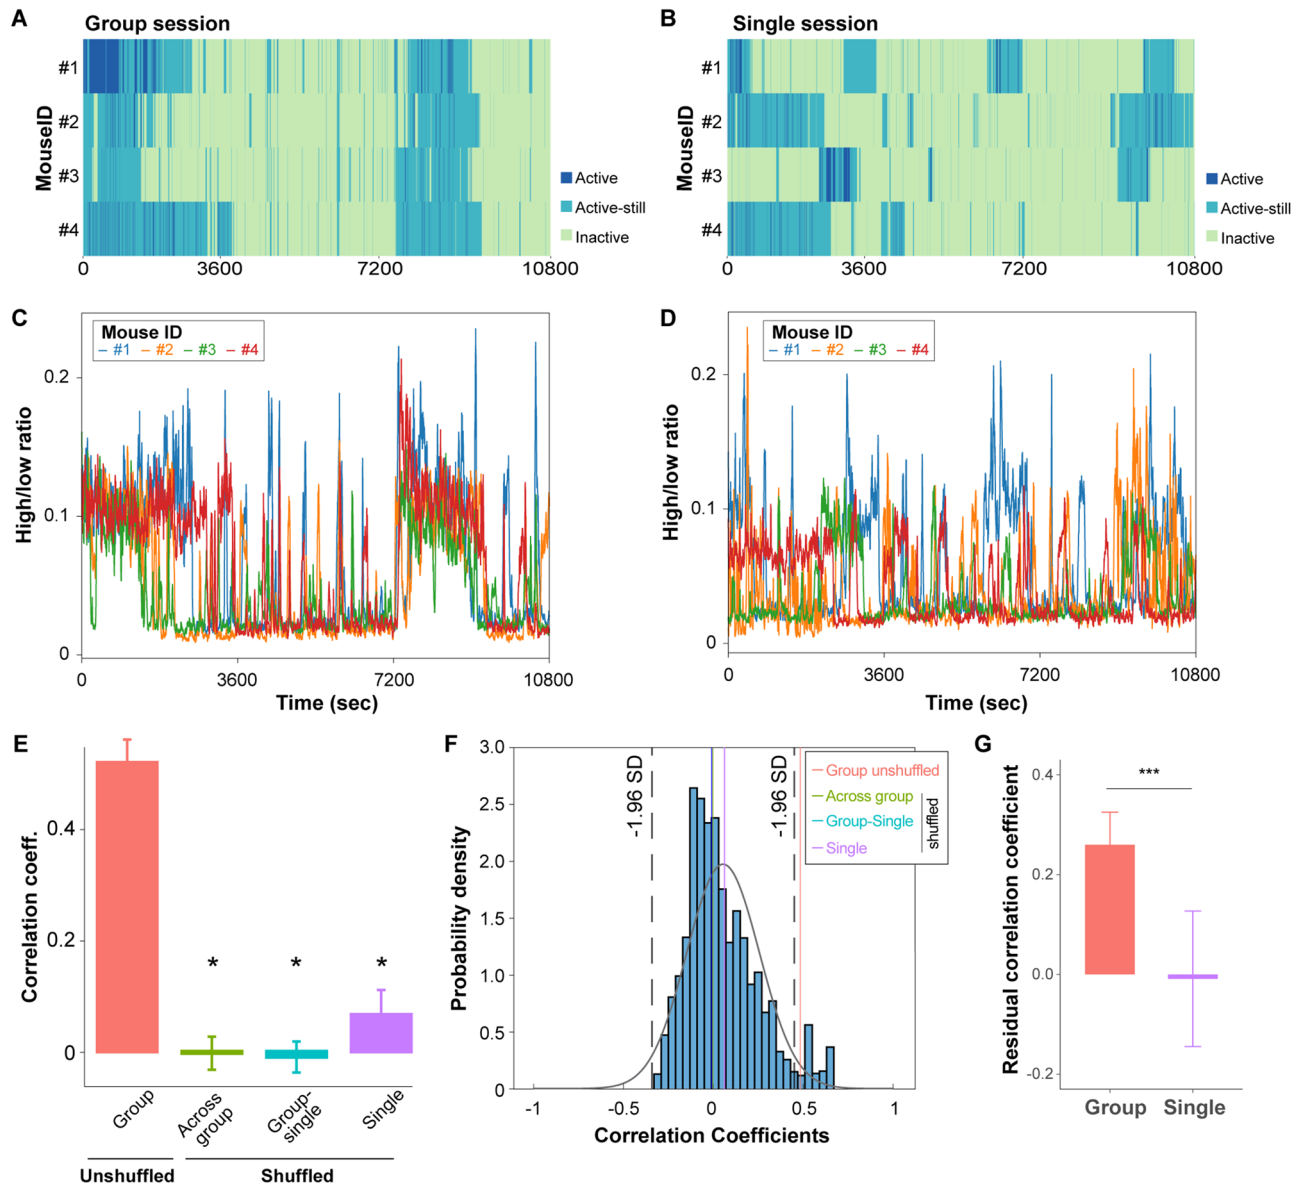 A
Group session
#1
#2
#3
#4
MouseID
Active
Active-still
Inactive
0 3600 7200 10800
B
Single session
#1
#2
#3
#4
MouseID
Active
Active-still
Inactive
0 3600 7200 10800
C
Mouse ID
#1 #2 #3 #4
High/low ratio
0.2
0.1
0
0 3600 7200 10800
Time (sec)
D
Mouse ID
#1 #2 #3 #4
High/low ratio
0.2
0.1
0
0 3600 7200 10800
Time (sec)
E
Correlation coeff.
0.4
0.2
0
* * *
Group
Across
group
Group-
single
Single
Unshuffled
Shuffled
F
Probability density
3.0
2.5
2.0
1.5
1.0
0.5
0
-1.96 SD
-1.96 SD
Group unshuffled
Across group
Group-Single
Single
shuffled
-1 -0.5 0 0.5 1
Correlation Coefficients
G
Residual correlation coefficient
0.4
0.2
0.0
-0.2
***
Group Single